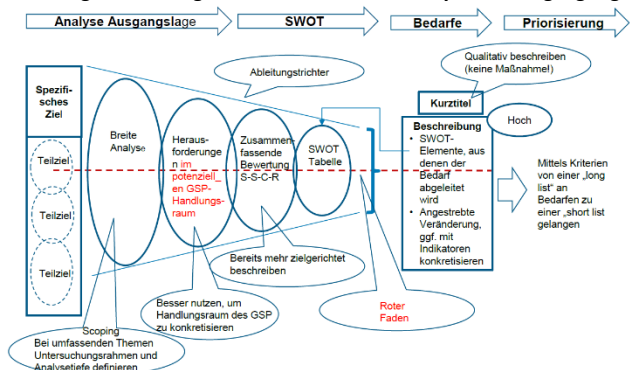 Analyse Ausgangslage
SWOT
Bedarfe
Priorisierung
Spezifi-
sches
Ziel
Teilziel
Teilziel
Teilziel
Breite
Analyse
Heraus-
forderunge
n im
potenziell_
en GSP-
Handlungs-
raum
Zusammen-
fassende
Bewertung
S-S-C-R
SWOT
Tabelle
Ableitungstrichter
Qualitativ beschreiben
(keine Maßnahme!)
Kurztitel
Hoch
Beschreibung
• SWOT-
Elemente, aus
denen der
Bedarf
abgeleitet
wird
• Angestrebte
Veränderung,
ggf. mit
Indikatoren
konkretisieren
Mittels Kriterien
von einer „long
list" an
Bedarfen zu
einer „short list
gelangen
Bereits mehr zielgerichtet
beschreiben
Besser nutzen, um
Handlungsraum des GSP
zu konkretisieren
Roter
Faden
Scoping
Bei umfassenden Themen
Untersuchungsrahmen und
Analysetiefe definieren